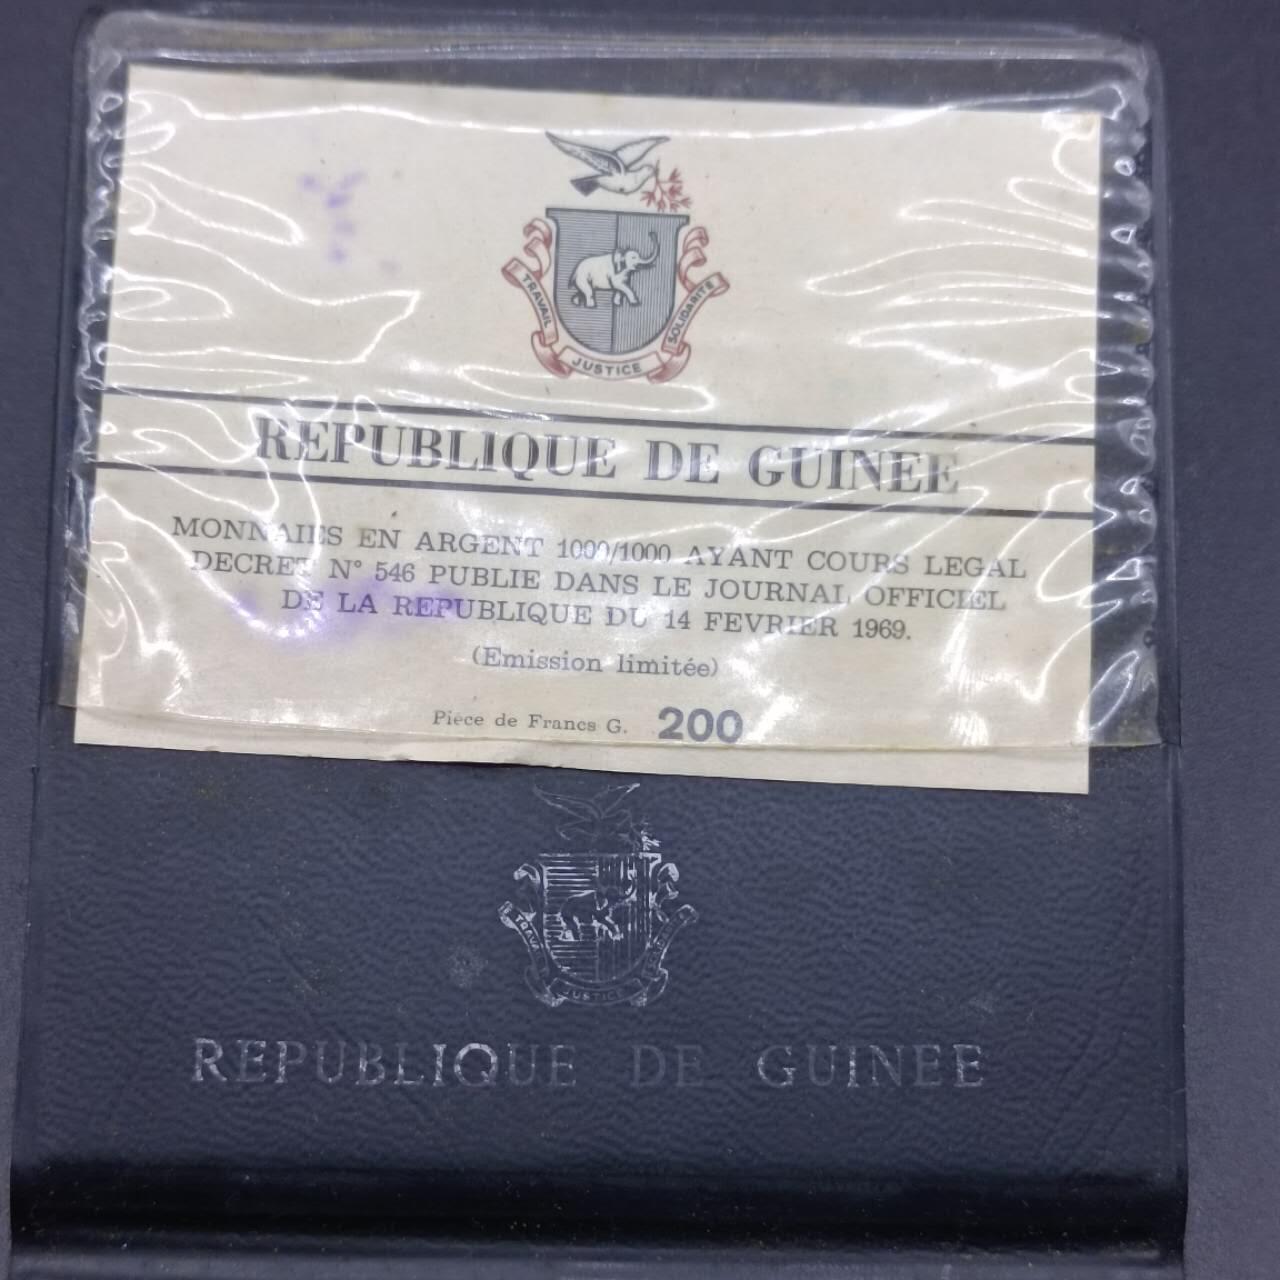 TRAVAIL
JUSTICE
SOLIDARITE
REPUBLIQUE DE GUINEE
MONNAIES EN ARGENT 1000/1000 AYANT COURS LEGAL
DECRET N° 546 PUBLIE DANS LE JOURNAL OFFICIEL
DE LA REPUBLIQUE DU 14 FEVRIER 1969.
(Emission limitée)
Pièce de Francs G. 200
JUSTICE
REPUBLIQUE DE GUINEE